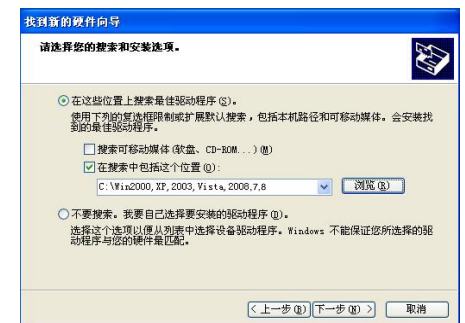 找到新的硬件向导
请选择您的搜索和安装选项。
在这些位置上搜索最佳驱动程序(S)。
使用下列的复选框限制或扩展默认搜索，包括本机路径和可移动媒体。会安装找
到的最佳驱动程序。
搜索可移动媒体(软盘、CD-ROM...)(M)
在搜索中包括这个位置(O):
C:\Win2000,XP,2003,Vista,2008,7,8
浏览(R)
不要搜索。我要自己选择要安装的驱动程序(D)。
选择这个选项以便从列表中选择设备驱动程序。Windows 不能保证您所选择的驱
动程序与您的硬件最匹配。
< 上一步(B) 下一步(N) > 取消